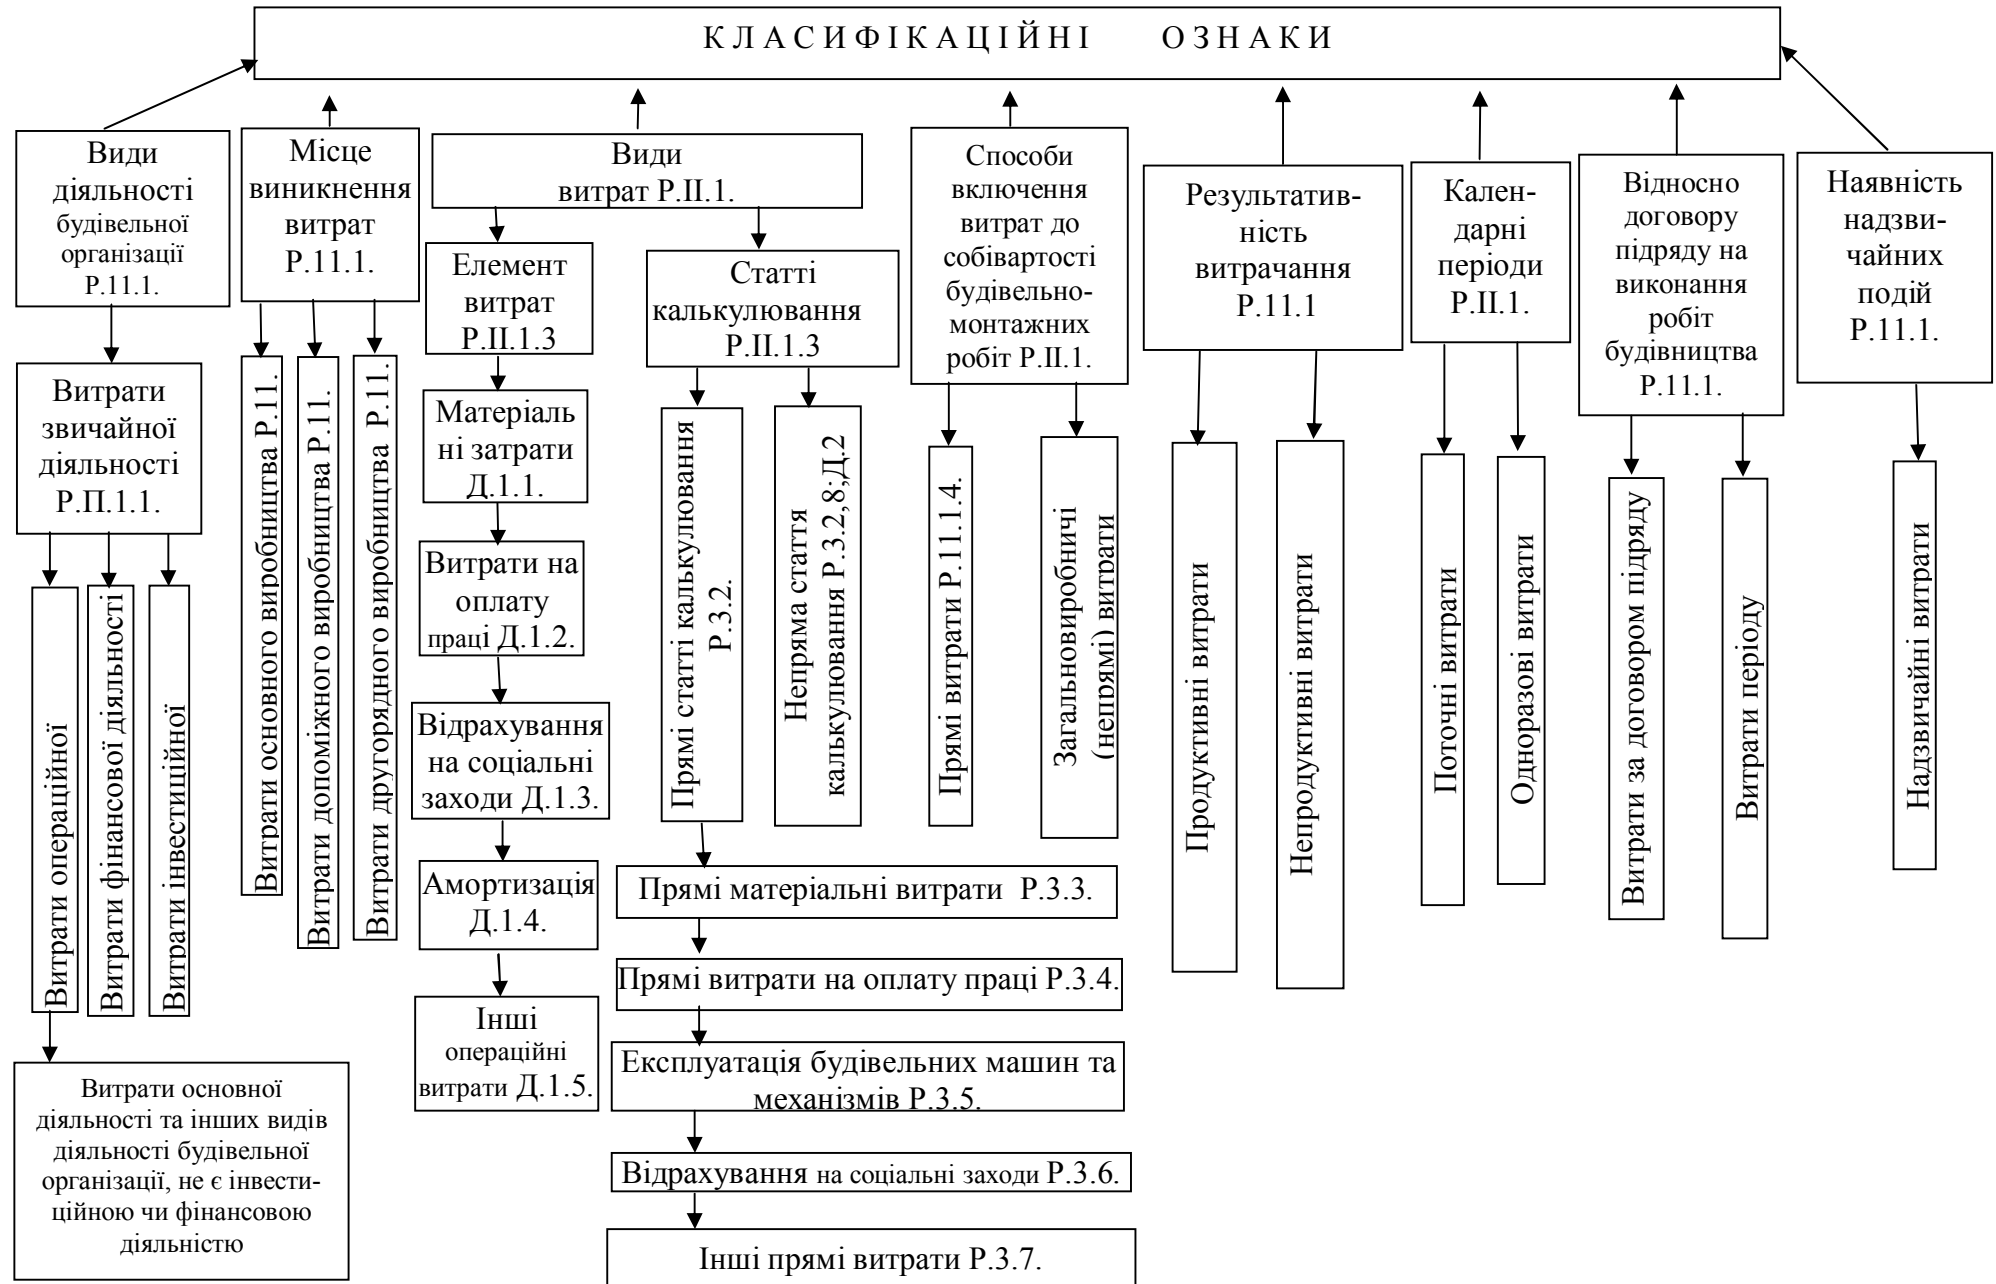 КЛАСИФІКАЦІЙНІ ОЗНАКИ
Види
діяльності
будівельної
організації
Р.11.1.
Місце
виникнення
витрат
Р.11.1.
Види
витрат Р.ІІ.1.
Способи
включення
витрат до
собівартості
будівельно-
монтажних
робіт Р.ІІ.1.
Результатив-
ність
витрачання
Р.11.1
Кален-
дарні
періоди
Р.ІІ.1.
Відносно
договору
підряду на
виконання
робіт
будівництва
Р.11.1.
Наявність
надзви-
чайних
подій
Р.11.1.
Витрати
звичайної
діяльності
Р.П.1.1.
Витрати операційної
Витрати фінансової діяльності
Витрати інвестиційної
Витрати основної
діяльності та інших видів
діяльності будівельної
організації, не є інвести-
ційною чи фінансовою
діяльністю
Витрати основного виробництва Р.11.
Витрати допоміжного виробництва Р.11.
Витрати другорядного виробництва Р.11.
Елемент
витрат
Р.ІІ.1.3
Матеріаль
ні затрати
Д.1.1.
Витрати на
оплату
праці Д.1.2.
Відрахування
на соціальні
заходи Д.1.3.
Амортизація
Д.1.4.
Інші
операційні
витрати Д.1.5.
Статті
калькулювання
Р.ІІ.1.3
Прямі статті калькулювання
Р.3.2.
Непряма стаття
калькулювання Р.3.2,8;Д.2
Прямі матеріальні витрати Р.3.3.
Прямі витрати на оплату праці Р.3.4.
Експлуатація будівельних машин та
механізмів Р.3.5.
Відрахування на соціальні заходи Р.3.6.
Інші прямі витрати Р.3.7.
Прямі витрати Р.11.1.4.
Загальновиробничі
(непрямі) витрати
Продуктивні витрати
Непродуктивні витрати
Поточні витрати
Одноразові витрати
Витрати за договором підряду
Витрати періоду
Надзвичайні витрати